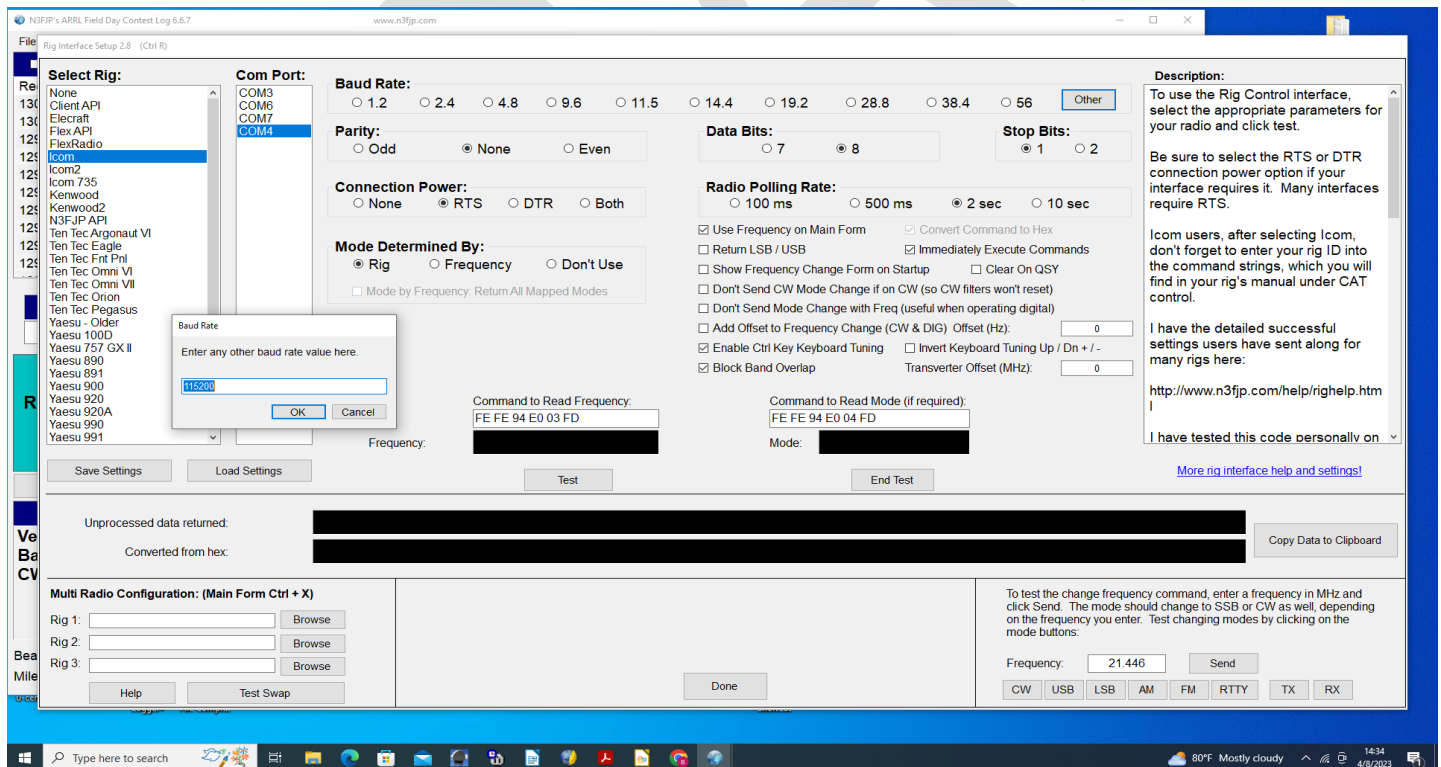 N3FJP's ARRL Field Day Contest Log 6.6.7
www.n3fjp.com
File
Rig Interface Setup 2.8 (Ctrl R)
Select Rig:
None
Client API
Elecraft
Flex API
FlexRadio
Icom
Icom2
Icom 735
Kenwood
Kenwood2
N3FJP API
Ten Tec Argonaut VI
Ten Tec Eagle
Ten Tec Fnt Pnl
Ten Tec Omni VI
Ten Tec Omni VII
Ten Tec Orion
Ten Tec Pegasus
Yaesu - Older
Yaesu 100D
Yaesu 757 GX II
Yaesu 890
Yaesu 891
Yaesu 900
Yaesu 920
Yaesu 920A
Yaesu 990
Yaesu 991
Save Settings
Load Settings
Com Port:
COM3
COM6
COM7
COM4
Baud Rate:
1.2 2.4 4.8 9.6 11.5 14.4 19.2 28.8 38.4 56 Other
Parity:
Odd None Even
Data Bits:
7 8
Stop Bits:
1 2
Connection Power:
None RTS DTR Both
Radio Polling Rate:
100 ms 500 ms 2 sec 10 sec
Mode Determined By:
Rig Frequency Don't Use
Mode by Frequency: Return All Mapped Modes
Use Frequency on Main Form Convert Command to Hex
Return LSB / USB Immediately Execute Commands
Show Frequency Change Form on Startup Clear On QSY
Don't Send CW Mode Change if on CW (so CW filters won't reset)
Don't Send Mode Change with Freq (useful when operating digital)
Add Offset to Frequency Change (CW & DIG) Offset (Hz): 0
Enable Ctrl Key Keyboard Tuning Invert Keyboard Tuning Up / Dn + / -
Block Band Overlap Transverter Offset (MHz): 0
Baud Rate
Enter any other baud rate value here.
115200
OK Cancel
Command to Read Frequency:
FE FE 94 E0 03 FD
Frequency:
Command to Read Mode (if required):
FE FE 94 E0 04 FD
Mode:
Test
End Test
Description:
To use the Rig Control interface,
select the appropriate parameters for
your radio and click test.
Be sure to select the RTS or DTR
connection power option if your
interface requires it. Many interfaces
require RTS.
Icom users, after selecting Icom,
don't forget to enter your rig ID into
the command strings, which you will
find in your rig's manual under CAT
control.
I have the detailed successful
settings users have sent along for
many rigs here:
http://www.n3fjp.com/help/righelp.htm
l
I have tested this code personally on
More rig interface help and settings!
Unprocessed data returned:
Converted from hex:
Copy Data to Clipboard
Multi Radio Configuration: (Main Form Ctrl + X)
Rig 1: Browse
Rig 2: Browse
Rig 3: Browse
Help
Test Swap
Done
To test the change frequency command, enter a frequency in MHz and
click Send. The mode should change to SSB or CW as well, depending
on the frequency you enter. Test changing modes by clicking on the
mode buttons:
Frequency: 21.446 Send
CW USB LSB AM FM RTTY TX RX
Type here to search
80°F Mostly cloudy
14:34
4/8/2023